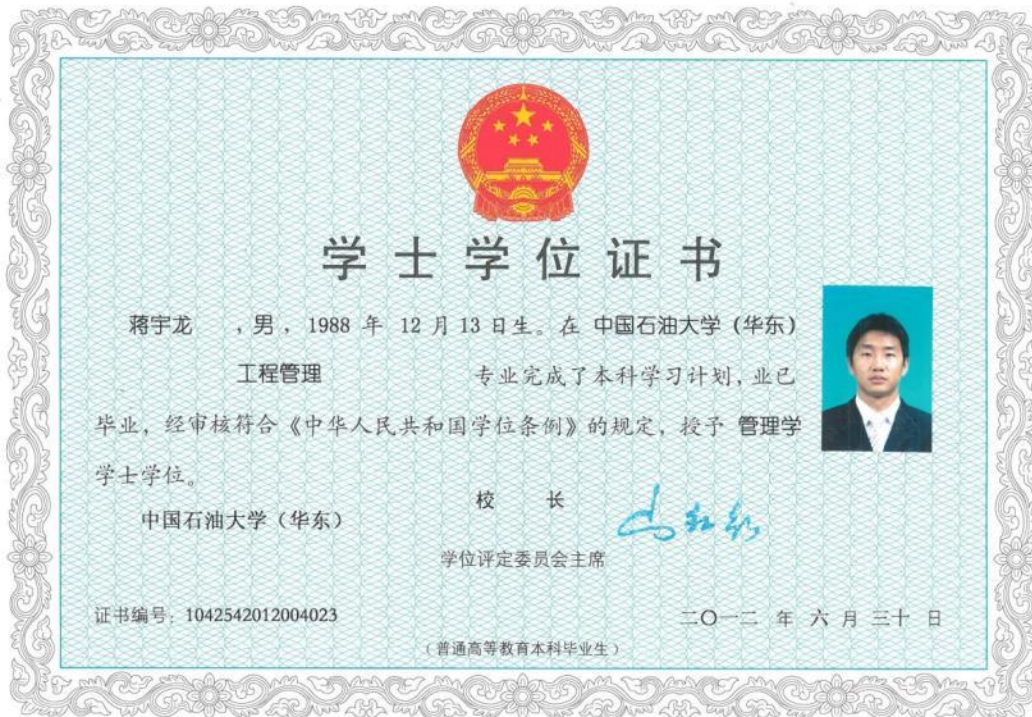 学士学位证书
蒋宇龙 ，男，1988 年 12 月 13 日生。在 中国石油大学（华东）
工程管理 专业完成了本科学习计划，业已
毕业，经审核符合《中华人民共和国学位条例》的规定，授予 管理学
学士学位。
校 长
中国石油大学（华东）
学位评定委员会主席
证书编号：1042542012004023
二〇一二 年 六 月 三十 日
（普通高等教育本科毕业生）